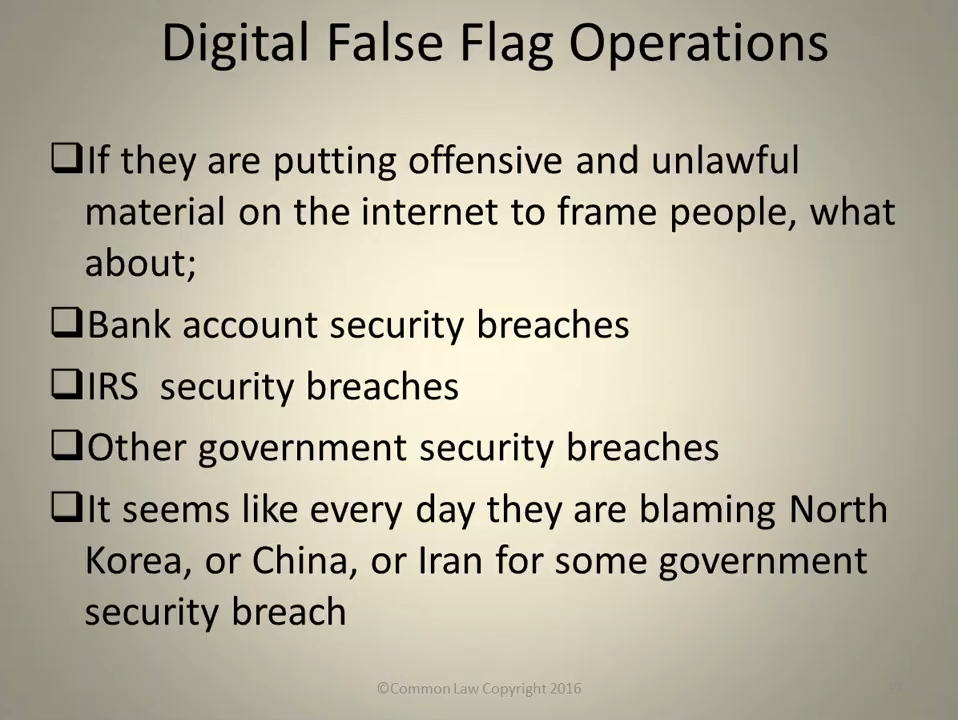 Digital False Flag Operations
If they are putting offensive and unlawful
material on the internet to frame people, what
about;
Bank account security breaches
IRS  security breaches
Other government security breaches
It seems like every day they are blaming North
Korea, or China, or Iran for some government
security breach
©Common Law Copyright 2016